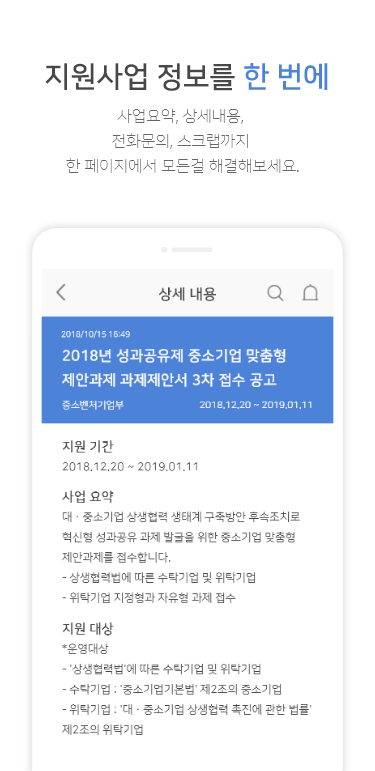 지원사업 정보를 한 번에
사업요약, 상세내용,
전화문의, 스크랩까지
한 페이지에서 모든걸 해결해보세요.
상세 내용
2018/10/15 15:49
2018년 성과공유제 중소기업 맞춤형
제안과제 과제제안서 3차 접수 공고
중소벤처기업부 2018.12.20 ~ 2019.01.11
지원 기간
2018.12.20 ~ 2019.01.11
사업 요약
대 · 중소기업 상생협력 생태계 구축방안 후속조치로
혁신형 성과공유 과제 발굴을 위한 중소기업 맞춤형
제안과제를 접수합니다.
- 상생협력법에 따른 수탁기업 및 위탁기업
- 위탁기업 지정형과 자유형 과제 접수
지원 대상
*운영대상
- '상생협력법'에 따른 수탁기업 및 위탁기업
- 수탁기업 : '중소기업기본법' 제2조의 중소기업
- 위탁기업 : '대 · 중소기업 상생협력 촉진에 관한 법률'
제2조의 위탁기업